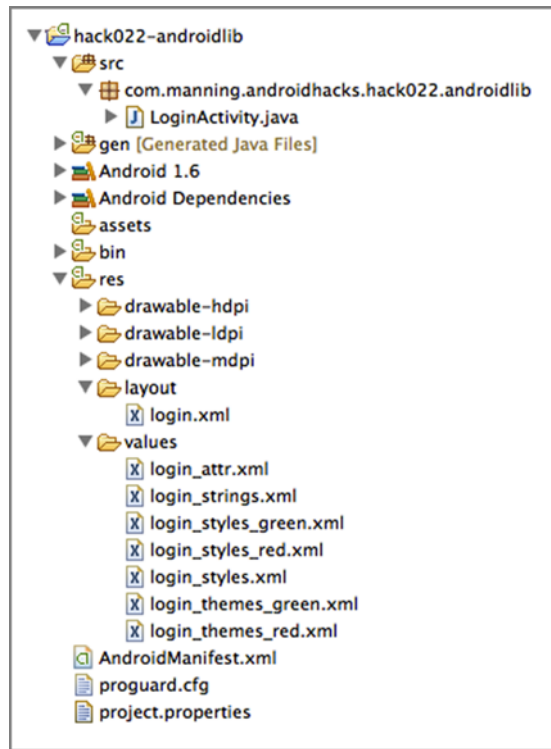 hack022-androidlib
src
com.manning.androidhacks.hack022.androidlib
LoginActivity.java
gen [Generated Java Files]
Android 1.6
Android Dependencies
assets
bin
res
drawable-hdpi
drawable-ldpi
drawable-mdpi
layout
login.xml
values
login_attr.xml
login_strings.xml
login_styles_green.xml
login_styles_red.xml
login_styles.xml
login_themes_green.xml
login_themes_red.xml
AndroidManifest.xml
proguard.cfg
project.properties